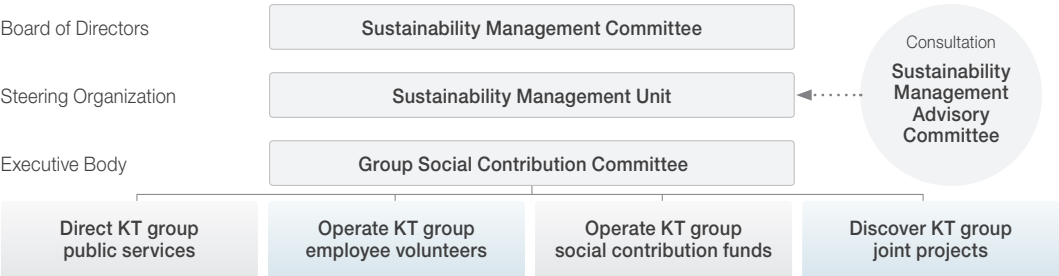 Board of Directors
Sustainability Management Committee
Steering Organization
Sustainability Management Unit
Executive Body
Group Social Contribution Committee
Consultation
Sustainability
Management
Advisory
Committee
Direct KT group
public services
Operate KT group
employee volunteers
Operate KT group
social contribution funds
Discover KT group
joint projects